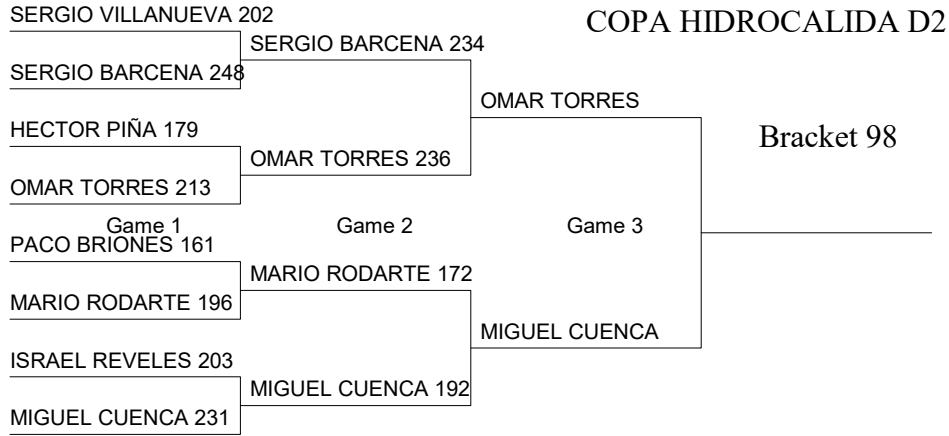 COPA HIDROCALIDA D2
Bracket 98
SERGIO VILLANUEVA 202
SERGIO BARCENA 248
HECTOR PIÑA 179
OMAR TORRES 213
Game 1
PACO BRIONES 161
MARIO RODARTE 196
ISRAEL REVELES 203
MIGUEL CUENCA 231
SERGIO BARCENA 234
OMAR TORRES 236
Game 2
MARIO RODARTE 172
MIGUEL CUENCA 192
OMAR TORRES
Game 3
MIGUEL CUENCA